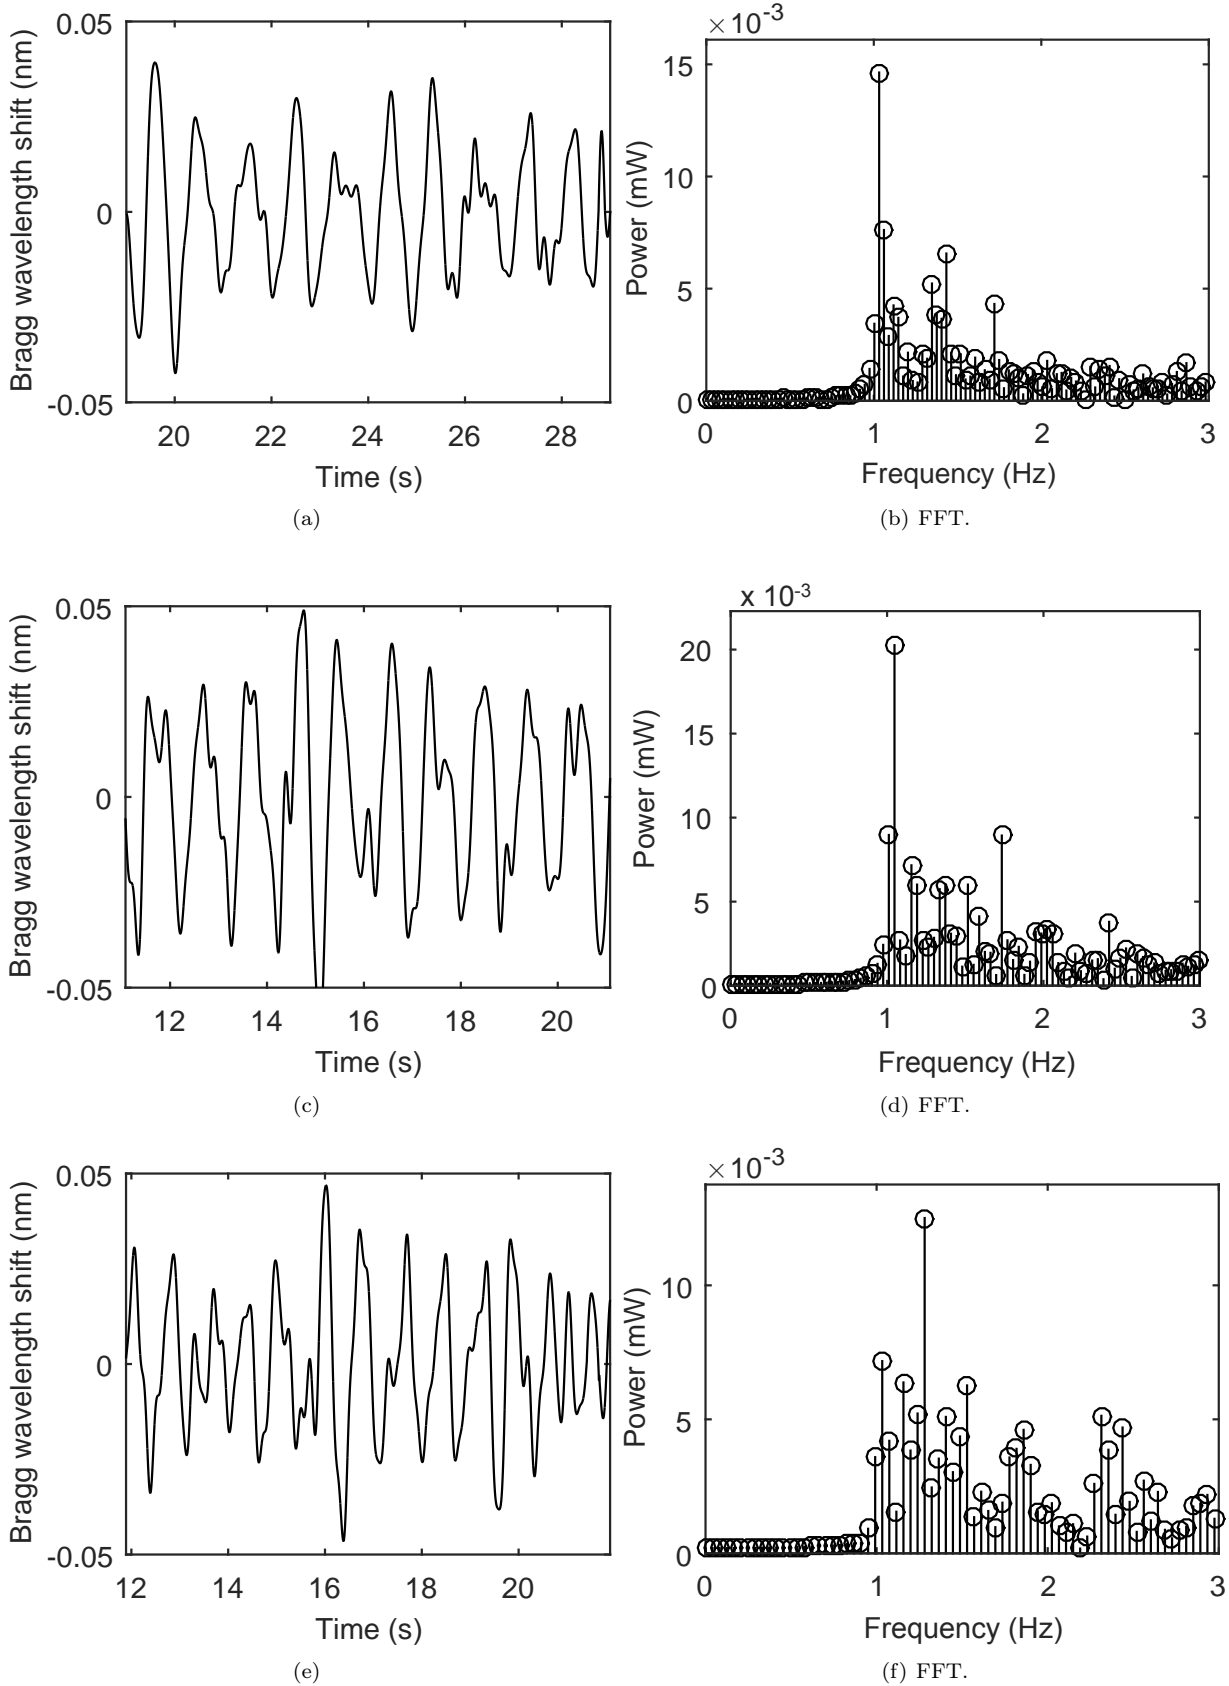 0.05
0
-0.05
Bragg wavelength shift (nm)
20 22 24 26 28
Time (s)
(a)
×10-3
15
10
5
0
Power (mW)
0 1 2 3
Frequency (Hz)
(b) FFT.
0.05
0
-0.05
Bragg wavelength shift (nm)
12 14 16 18 20
Time (s)
(c)
x 10-3
20
15
10
5
0
Power (mW)
0 1 2 3
Frequency (Hz)
(d) FFT.
0.05
0
-0.05
Bragg wavelength shift (nm)
12 14 16 18 20
Time (s)
(e)
×10-3
10
5
0
Power (mW)
0 1 2 3
Frequency (Hz)
(f) FFT.